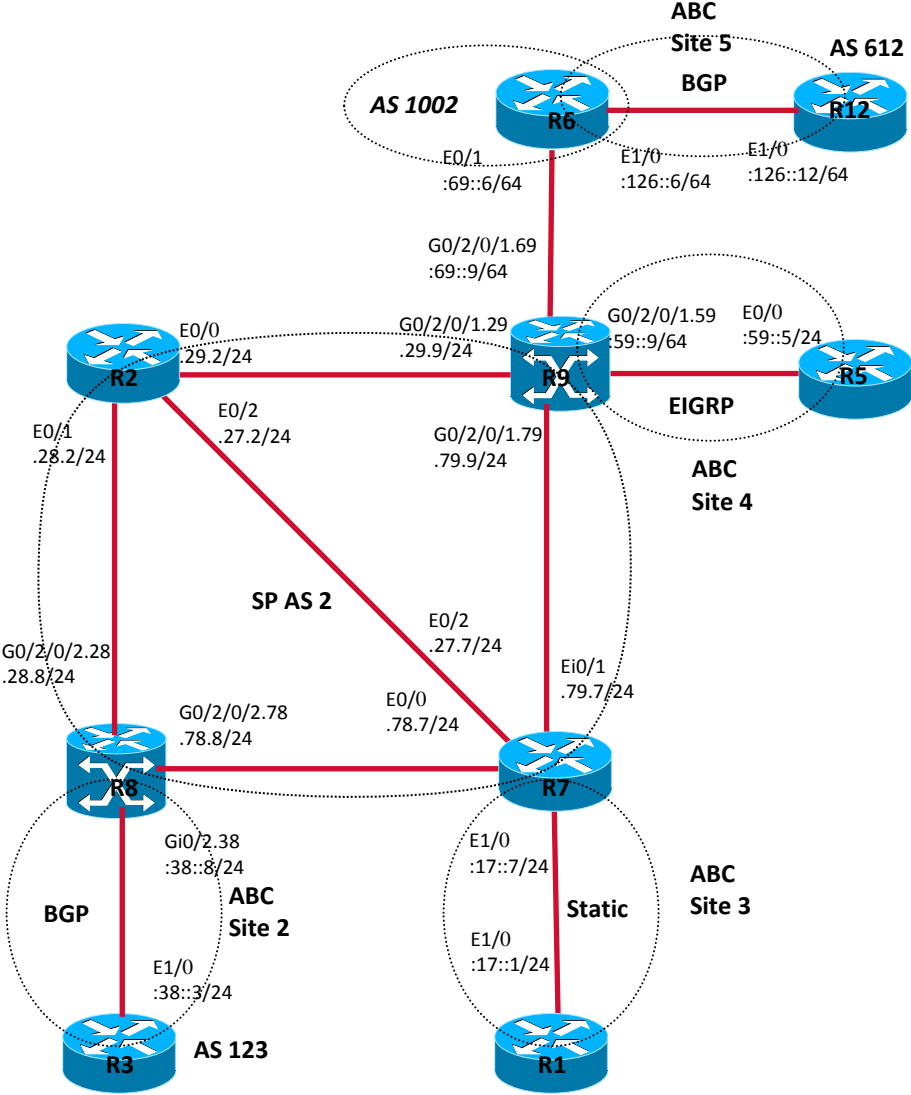 ABC
Site 5
AS 612
BGP
AS 1002
R6
R12
E0/1
:69::6/64
E1/0
:126::6/64
E1/0
:126::12/64
G0/2/0/1.69
:69::9/64
E0/0
.29.2/24
G0/2/0/1.29
.29.9/24
G0/2/0/1.59
:59::9/64
E0/0
:59::5/24
R2
R9
R5
EIGRP
E0/1
.28.2/24
E0/2
.27.2/24
G0/2/0/1.79
.79.9/24
ABC
Site 4
SP AS 2
E0/2
.27.7/24
G0/2/0/2.28
.28.8/24
Ei0/1
.79.7/24
G0/2/0/2.78
.78.8/24
E0/0
.78.7/24
R8
R7
Gi0/2.38
:38::8/24
E1/0
:17::7/24
ABC
Site 2
ABC
Site 3
BGP
Static
E1/0
:38::3/24
E1/0
:17::1/24
AS 123
R3
R1